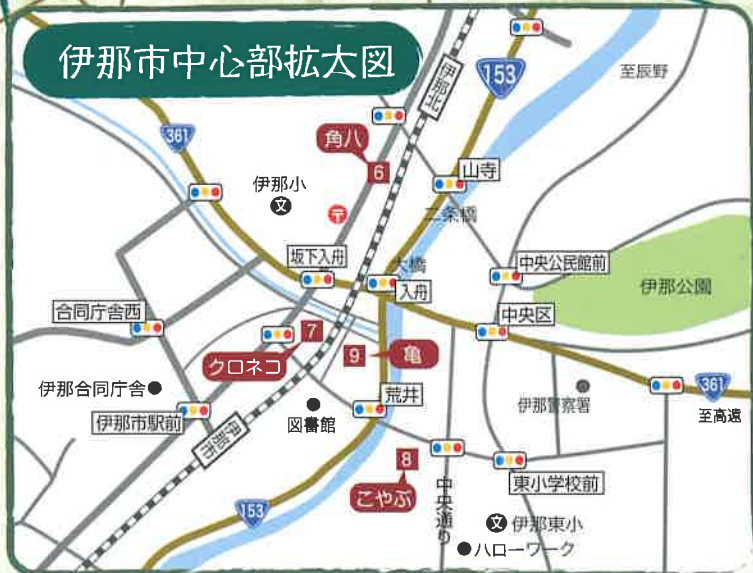 伊那市中心部拡大図
伊那北
153
至辰野
361
角八
6
伊那小
文
山寺
二条橋
〒
坂下入舟
大橋
入舟
中央公民館前
伊那公園
合同庁舎西
7
中央区
クロネコ
9
亀
伊那合同庁舎
図書館
荒井
伊那警察署
361
至高遠
伊那市駅前
伊那市
8
こやぶ
中央通り
東小学校前
153
文
伊那東小
ハローワーク